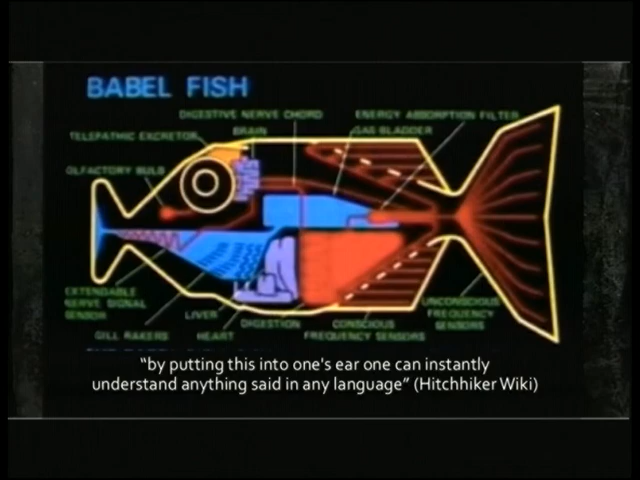 BABEL FISH
DIGESTIVE NERVE CHORD
ENERGY ABSORPTION FILTER
TELEPATHIC EXCRETOR
BRAIN
GAS BLADDER
OLFACTORY BULB
EXTENDABLE
NERVE SIGNAL
SENSOR
GILL RAKERS
LIVER
HEART
DIGESTION
CONSCIOUS
FREQUENCY SENSORS
UNCONSCIOUS
FREQUENCY
SENSORS
“by putting this into one's ear one can instantly
understand anything said in any language” (Hitchhiker Wiki)